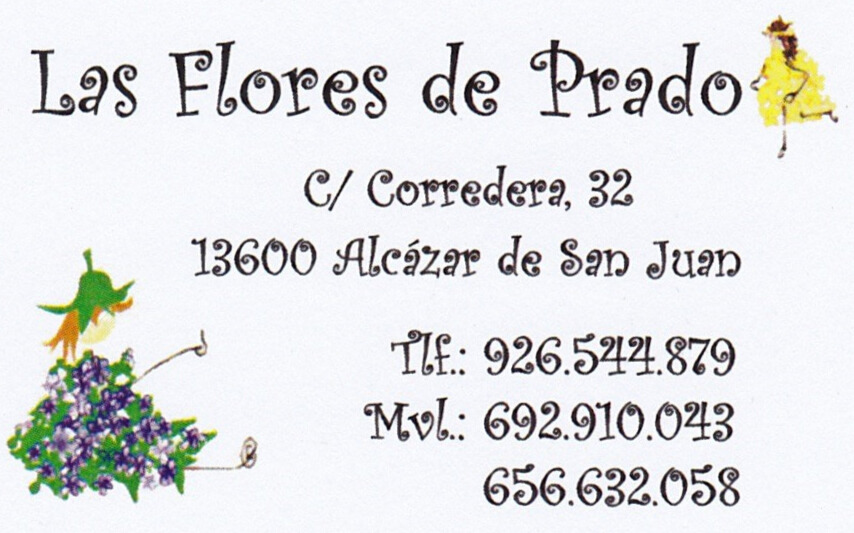 Las Flores de Prado
C/ Corredera, 32
13600 Alcázar de San Juan
Tlf.: 926.544.879
Mvl.: 692.910.043
656.632.058